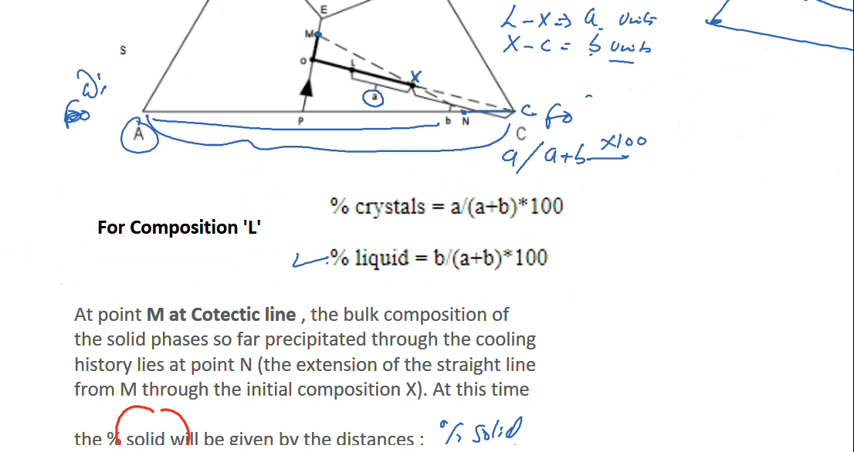 E
L-X⇒ a Units
X-C = b Units
M
S
O
L
X
a
Di
A
P
b N
C
C
Fo
a/a+b ×100
% crystals = a/(a+b)*100
For Composition 'L'
% liquid = b/(a+b)*100
At point M at Cotectic line , the bulk composition of
the solid phases so far precipitated through the cooling
history lies at point N (the extension of the straight line
from M through the initial composition X). At this time
the % solid will be given by the distances : % solid